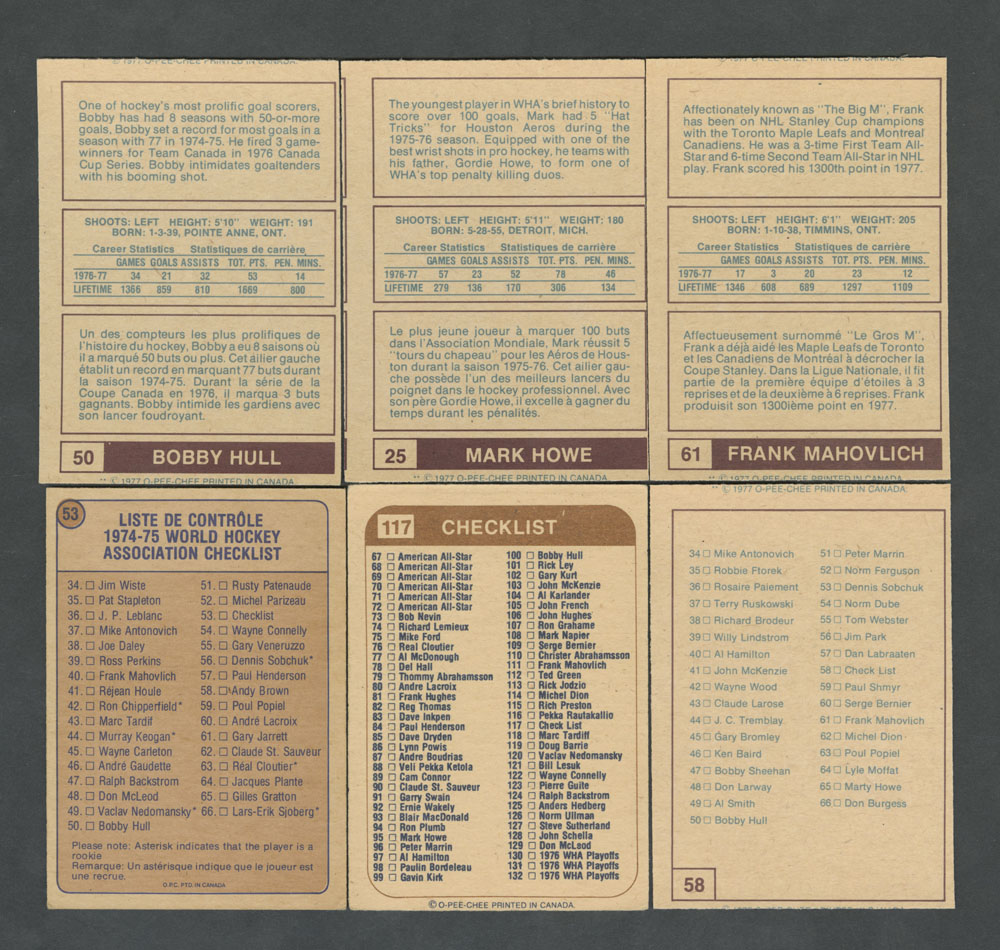 © 1977 O-PEE-CHEE PRINTED IN CANADA
One of hockey's most prolific goal scorers,
Bobby has had 8 seasons with 50-or-more
goals, Bobby set a record for most goals in a
season with 77 in 1974-75. He fired 3 game-
winners for Team Canada in 1976 Canada
Cup Series. Bobby intimidates goaltenders
with his booming shot.
SHOOTS: LEFT HEIGHT: 5'10" WEIGHT: 191
BORN: 1-3-39, POINTE ANNE, ONT.
Career Statistics Statistiques de carrière
GAMES GOALS ASSISTS TOT. PTS. PEN. MINS.
1976-77 34 21 32 53 14
LIFETIME 1366 859 810 1669 800
Un des compteurs les plus prolifiques de
l'histoire du hockey, Bobby a eu 8 saisons où
il a marqué 50 buts ou plus. Cet ailier gauche
établit un record en marquant 77 buts durant
la saison 1974-75. Durant la série de la
Coupe Canada en 1976, il marqua 3 buts
gagnants. Bobby intimide les gardiens avec
son lancer foudroyant.
50 BOBBY HULL
** © 1977 O-PEE-CHEE PRINTED IN CANADA
The youngest player in WHA's brief history to
score over 100 goals, Mark had 5 "Hat
Tricks" for Houston Aeros during the
1975-76 season. Equipped with one of the
best wrist shots in pro hockey, he teams with
his father, Gordie Howe, to form one of
WHA's top penalty killing duos.
SHOOTS: LEFT HEIGHT: 5'11" WEIGHT: 180
BORN: 5-28-55, DETROIT, MICH.
Career Statistics Statistiques de carrière
GAMES GOALS ASSISTS TOT. PTS. PEN. MINS.
1976-77 57 23 52 78 46
LIFETIME 279 136 170 306 134
Le plus jeune joueur à marquer 100 buts
dans l'Association Mondiale, Mark réussit 5
"tours du chapeau" pour les Aéros de Hous-
ton durant la saison 1975-76. Cet ailier gau-
che possède l'un des meilleurs lancers du
poignet dans le hockey professionel. Avec
son père Gordie Howe, il excelle à gagner du
temps durant les pénalités.
25 MARK HOWE
** © 1977 O-PEE-CHEE PRINTED IN CANADA
Affectionately known as "The Big M", Frank
has been on NHL Stanley Cup champions
with the Toronto Maple Leafs and Montreal
Canadiens. He was a 3-time First Team All-
Star and 6-time Second Team All-Star in NHL
play. Frank scored his 1300th point in 1977.
SHOOTS: LEFT HEIGHT: 6'1" WEIGHT: 205
BORN: 1-10-38, TIMMINS, ONT.
Career Statistics Statistiques de carrière
GAMES GOALS ASSISTS TOT. PTS. PEN. MINS.
1976-77 17 3 20 23 12
LIFETIME 1346 608 689 1297 1109
Affectueusement surnommé "Le Gros M",
Frank a déjà aidé les Maple Leafs de Toronto
et les Canadiens de Montréal à décrocher la
Coupe Stanley. Dans la Ligue Nationale, il fit
partie de la première équipe d'étoiles à 3
reprises et de la deuxième à 6 reprises. Frank
produisit son 1300ième point en 1977.
61 FRANK MAHOVLICH
** © 1977 O-PEE-CHEE PRINTED IN CANADA
53
LISTE DE CONTRÔLE
1974-75 WORLD HOCKEY
ASSOCIATION CHECKLIST
34. Jim Wiste
35. Pat Stapleton
36. J. P. Leblanc
37. Mike Antonovich
38. Joe Daley
39. Ross Perkins
40. Frank Mahovlich
41. Réjean Houle
42. Ron Chipperfield*
43. Marc Tardif
44. Murray Keogan*
45. Wayne Carleton
46. André Gaudette
47. Ralph Backstrom
48. Don McLeod
49. Vaclav Nedomansky*
50. Bobby Hull
51. Rusty Patenaude
52. Michel Parizeau
53. Checklist
54. Wayne Connelly
55. Gary Veneruzzo
56. Dennis Sobchuk*
57. Paul Henderson
58. Andy Brown
59. Poul Popiel
60. André Lacroix
61. Gary Jarrett
62. Claude St. Sauveur
63. Réal Cloutier*
64. Jacques Plante
65. Gilles Gratton
66. Lars-Erik Sjoberg*
Please note: Asterisk indicates that the player is a
rookie
Remarque: Un astérisque indique que le joueur est
une recrue.
O.P.C. PTD. IN CANADA
117 CHECKLIST
67 American All-Star
68 American All-Star
69 American All-Star
70 American All-Star
71 American All-Star
72 American All-Star
73 Bob Nevin
74 Richard Lemieux
75 Mike Ford
76 Real Cloutier
77 Al McDonough
78 Del Hall
79 Thommy Abrahamsson
80 Andre Lacroix
81 Frank Hughes
82 Reg Thomas
83 Dave Inkpen
84 Paul Henderson
85 Dave Dryden
86 Lynn Powis
87 Andre Boudrias
88 Veli Pekka Ketola
89 Cam Connor
90 Claude St. Sauveur
91 Garry Swain
92 Ernie Wakely
93 Blair MacDonald
94 Ron Plumb
95 Mark Howe
96 Peter Marrin
97 Al Hamilton
98 Paulin Bordeleau
99 Gavin Kirk
100 Bobby Hull
101 Rick Ley
102 Gary Kurt
103 John McKenzie
104 Al Karlander
105 John French
106 John Hughes
107 Ron Grahame
108 Mark Napier
109 Serge Bernier
110 Christer Abrahamsson
111 Frank Mahovlich
112 Ted Green
113 Rick Jodzio
114 Michel Dion
115 Rich Preston
116 Pekka Rautakallio
117 Check List
118 Marc Tardiff
119 Doug Barrie
120 Vaclav Nedomansky
121 Bill Lesuk
122 Wayne Connelly
123 Pierre Guite
124 Ralph Backstrom
125 Anders Hedberg
126 Norm Ullman
127 Steve Sutherland
128 John Schella
129 Don McLeod
130 1976 WHA Playoffs
131 1976 WHA Playoffs
132 1976 WHA Playoffs
© O-PEE-CHEE PRINTED IN CANADA
** © 1977 O-PEE-CHEE PRINTED IN CANADA
34 Mike Antonovich
35 Robbie Ftorek
36 Rosaire Paiement
37 Terry Ruskowski
38 Richard Brodeur
39 Willy Lindstrom
40 Al Hamilton
41 John McKenzie
42 Wayne Wood
43 Claude Larose
44 J. C. Tremblay
45 Gary Bromley
46 Ken Baird
47 Bobby Sheehan
48 Don Larway
49 Al Smith
50 Bobby Hull
51 Peter Marrin
52 Norm Ferguson
53 Dennis Sobchuk
54 Norm Dube
55 Tom Webster
56 Jim Park
57 Dan Labraaten
58 Check List
59 Paul Shmyr
60 Serge Bernier
61 Frank Mahovlich
62 Michel Dion
63 Poul Popiel
64 Lyle Moffat
65 Marty Howe
66 Don Burgess
58